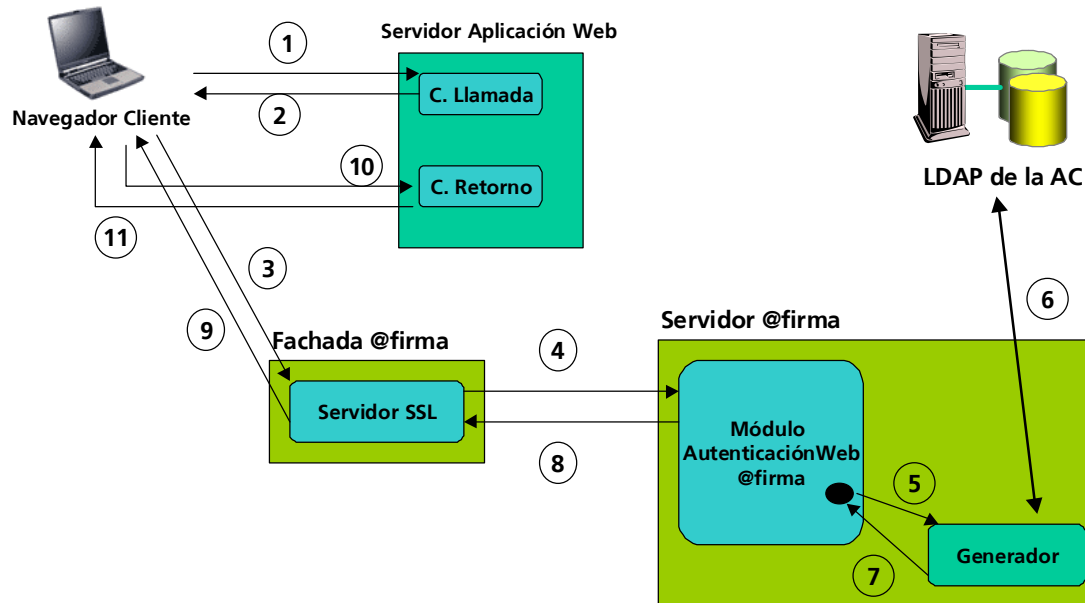 Servidor Aplicación Web
1
C. Llamada
2
Navegador Cliente
10
C. Retorno
LDAP de la AC
11
3
6
9
Servidor @firma
Fachada @firma
4
Servidor SSL
Módulo
AutenticaciónWeb
@firma
8
5
Generador
7